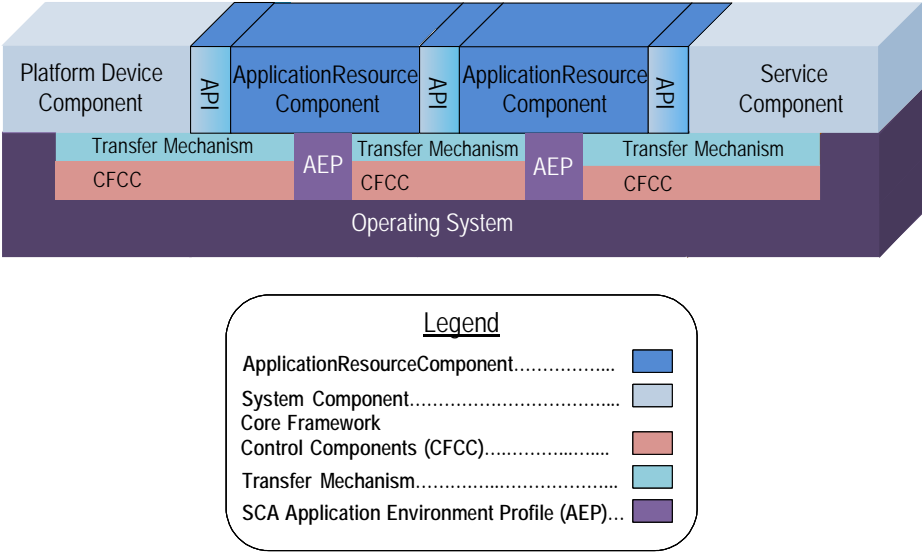 Platform Device
Component
API
ApplicationResource
Component
API
ApplicationResource
Component
API
Service
Component
Transfer Mechanism
AEP
Transfer Mechanism
AEP
Transfer Mechanism
CFCC
CFCC
CFCC
Operating System
Legend
ApplicationResourceComponent……………...
System Component………………………………...
Core Framework
Control Components (CFCC)…..………..…....
Transfer Mechanism…………...…………………...
SCA Application Environment Profile (AEP)…